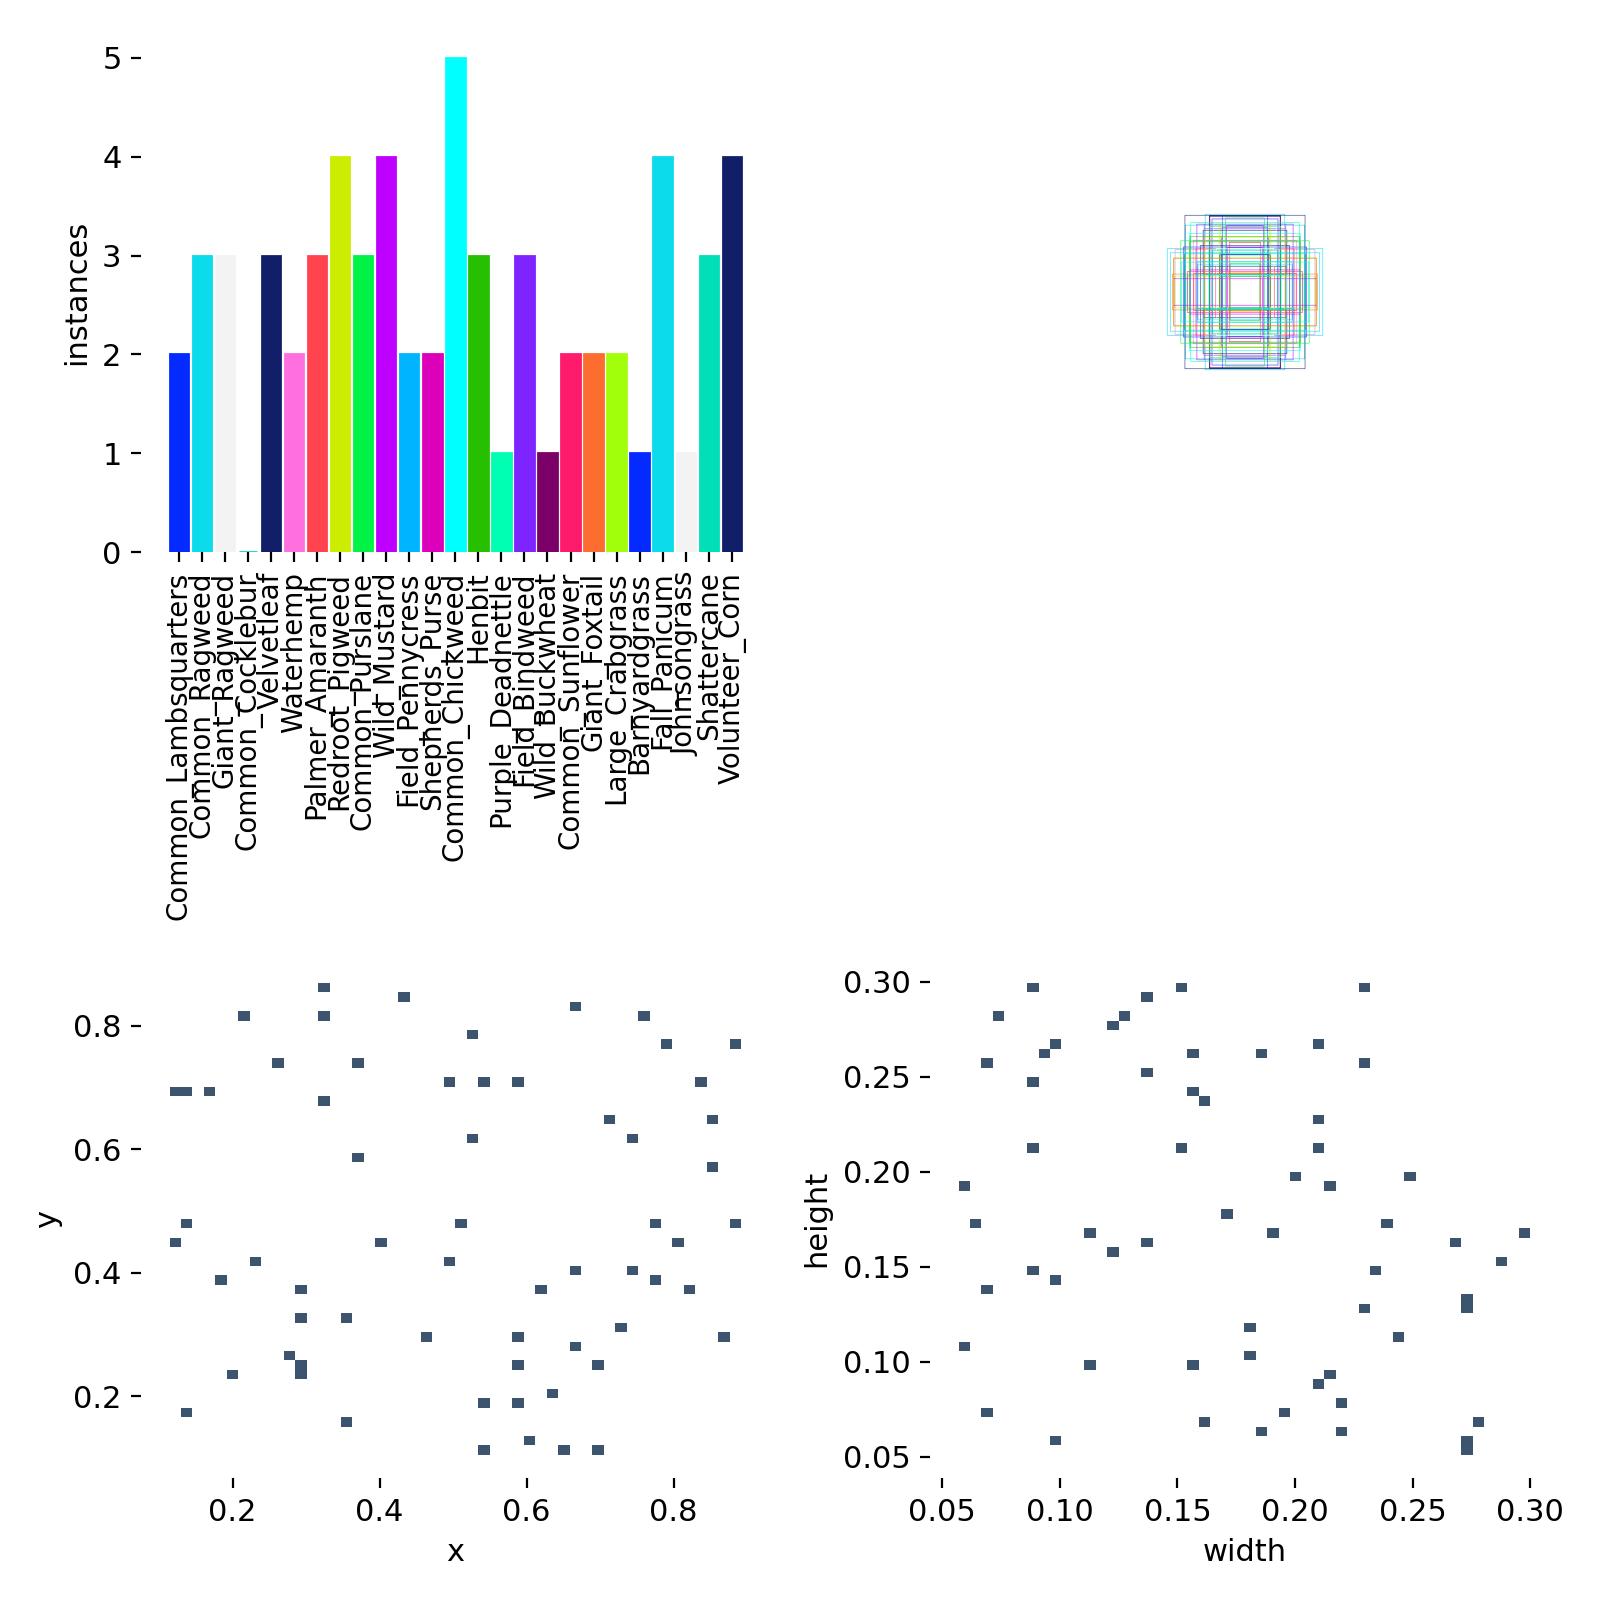 5
4
3
2
1
0
instances
Common_Lambsquarters
Common_Ragweed
Giant_Ragweed
Common_Cocklebur
Velvetleaf
Waterhemp
Palmer_Amaranth
Redroot_Pigweed
Common_Purslane
Wild_Mustard
Field_Pennycress
Shepherds_Purse
Common_Chickweed
Henbit
Purple_Deadnettle
Field_Bindweed
Wild_Buckwheat
Common_Sunflower
Giant_Foxtail
Large_Crabgrass
Barnyardgrass
Fall_Panicum
Johnsongrass
Shattercane
Volunteer_Corn
0.8
0.6
0.4
0.2
y
0.2 0.4 0.6 0.8
x
0.30
0.25
0.20
0.15
0.10
0.05
height
0.05 0.10 0.15 0.20 0.25 0.30
width